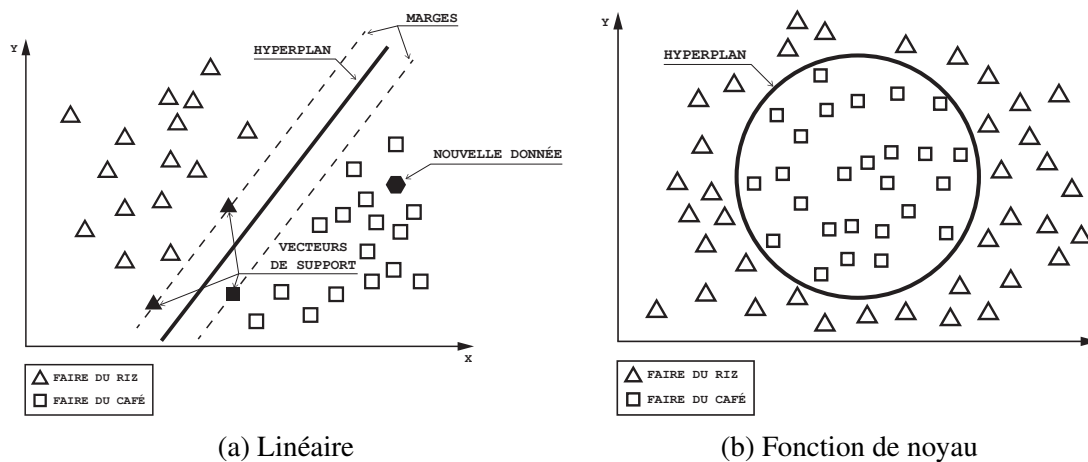 MARGES
Y
HYPERPLAN
NOUVELLE DONNÉE
VECTEURS
DE SUPPORT
X
FAIRE DU RIZ
FAIRE DU CAFÉ
(a) Linéaire
Y
HYPERPLAN
FAIRE DU RIZ
FAIRE DU CAFÉ
(b) Fonction de noyau